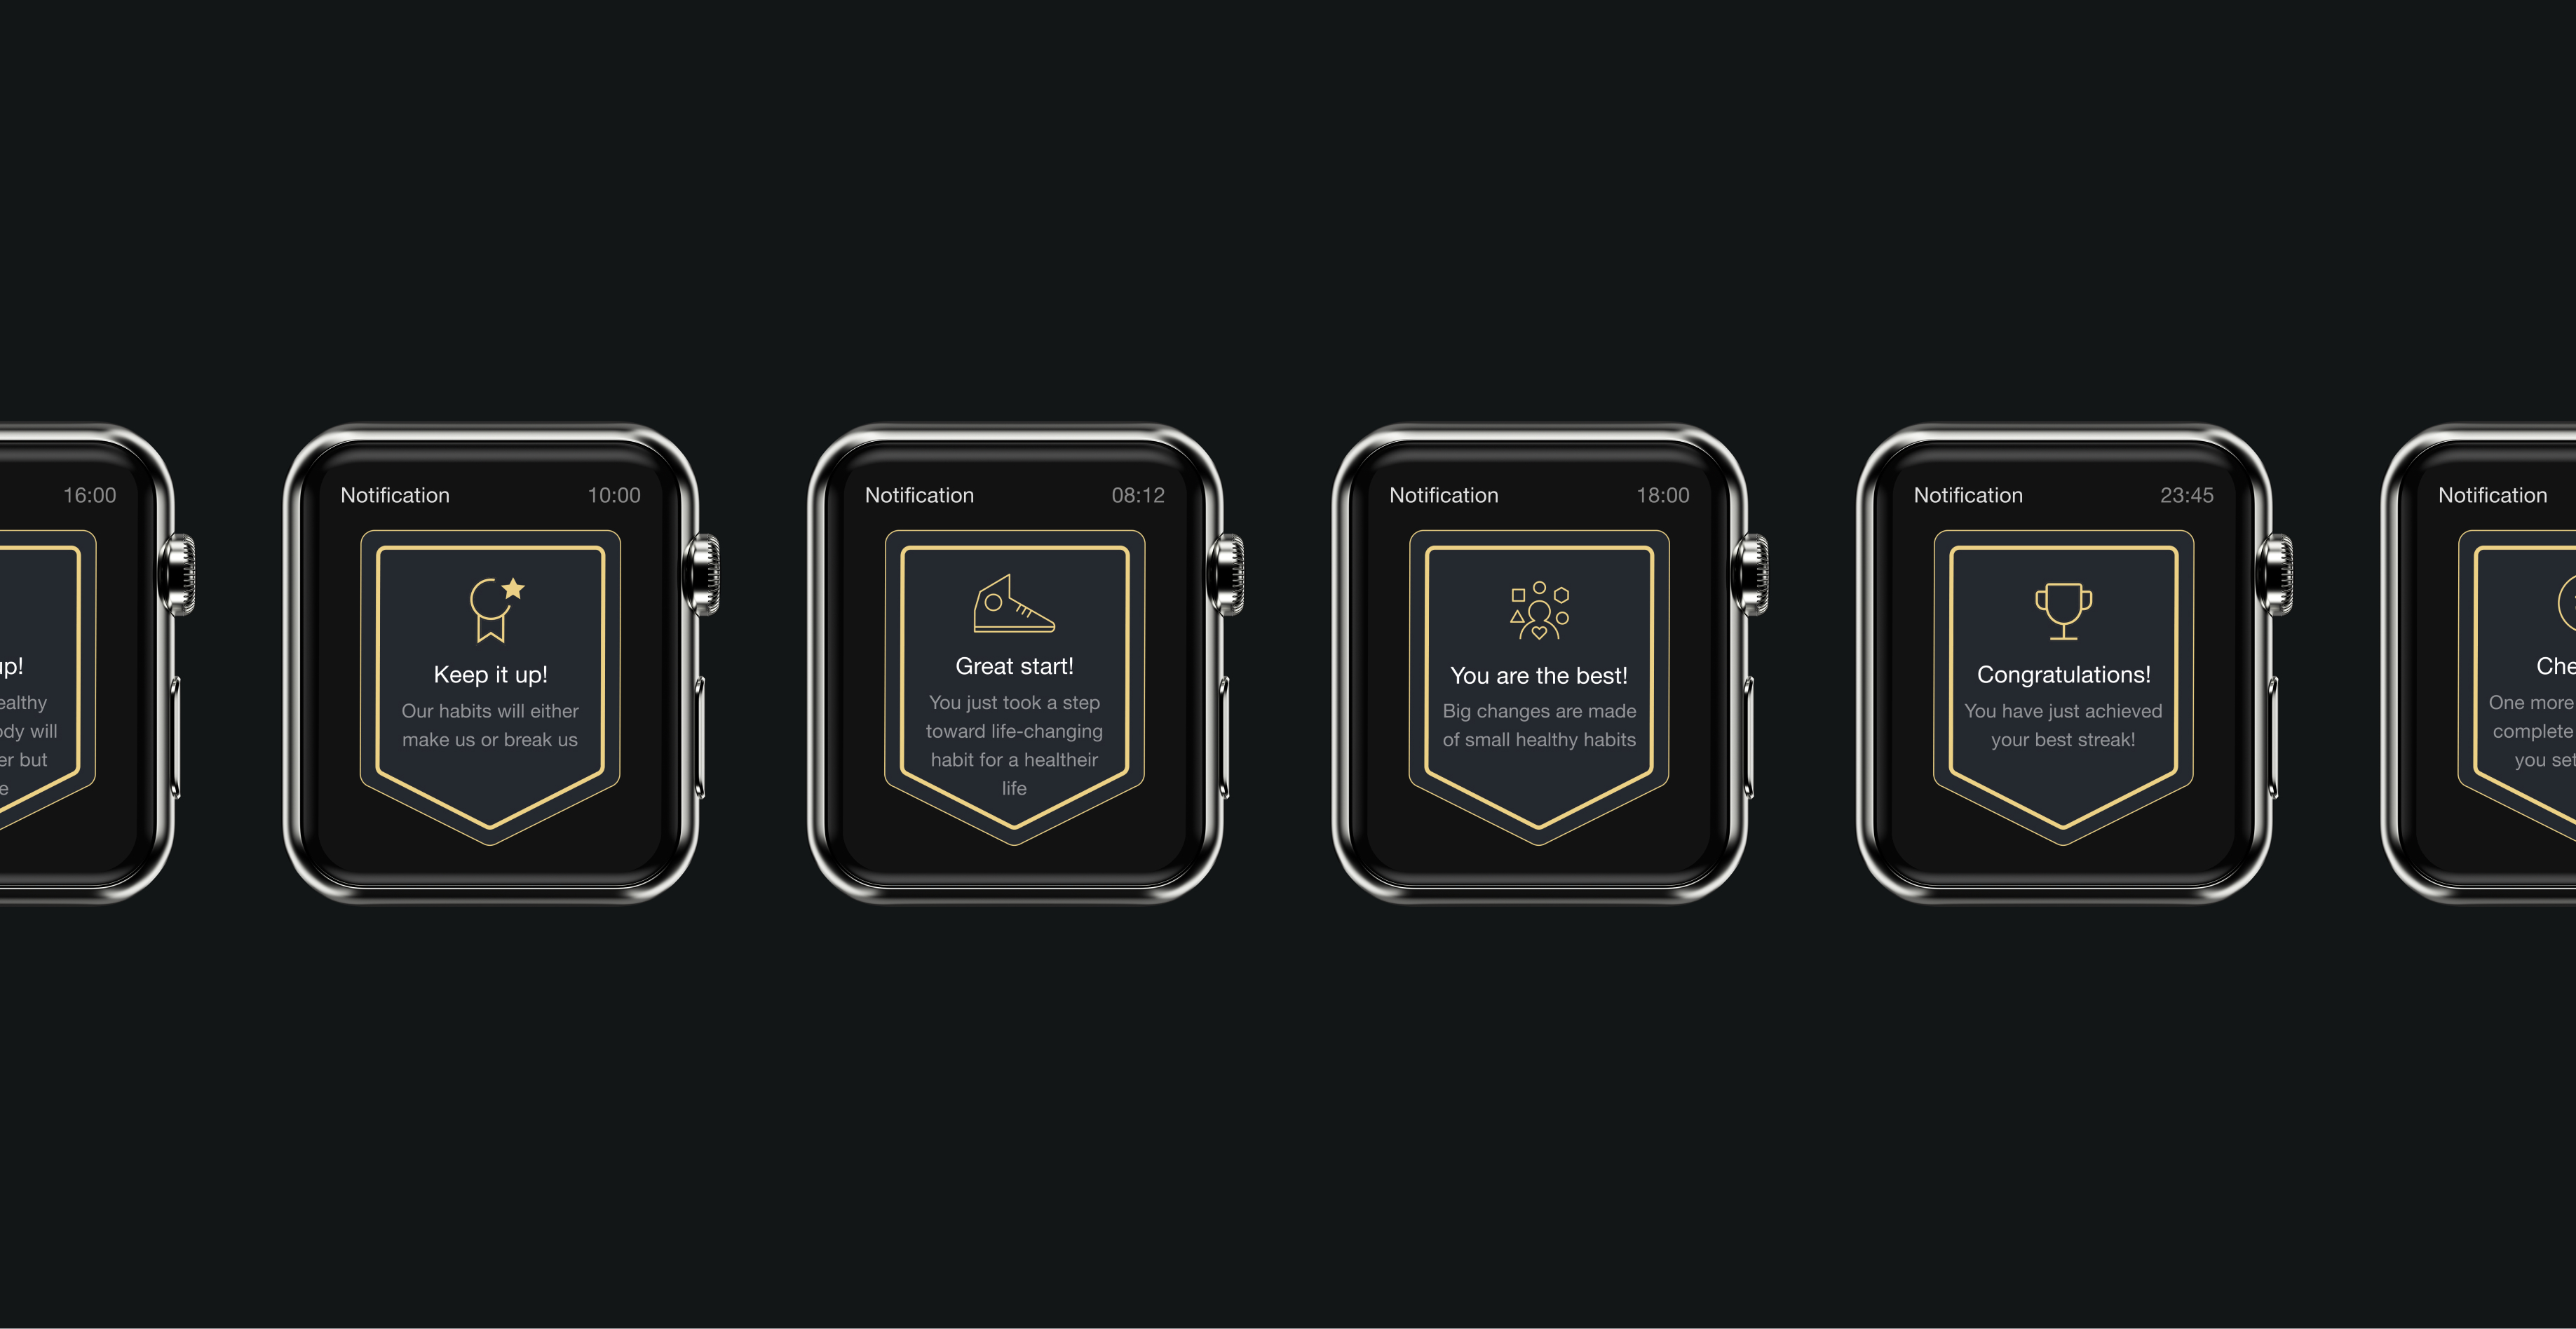 16:00
up!
ealthy
ody will
er but
e
Notification 10:00
Keep it up!
Our habits will either
make us or break us
Notification 08:12
Great start!
You just took a step
toward life-changing
habit for a healtheir
life
Notification 18:00
You are the best!
Big changes are made
of small healthy habits
Notification 23:45
Congratulations!
You have just achieved
your best streak!
Notification
Che
One more
complete
you set